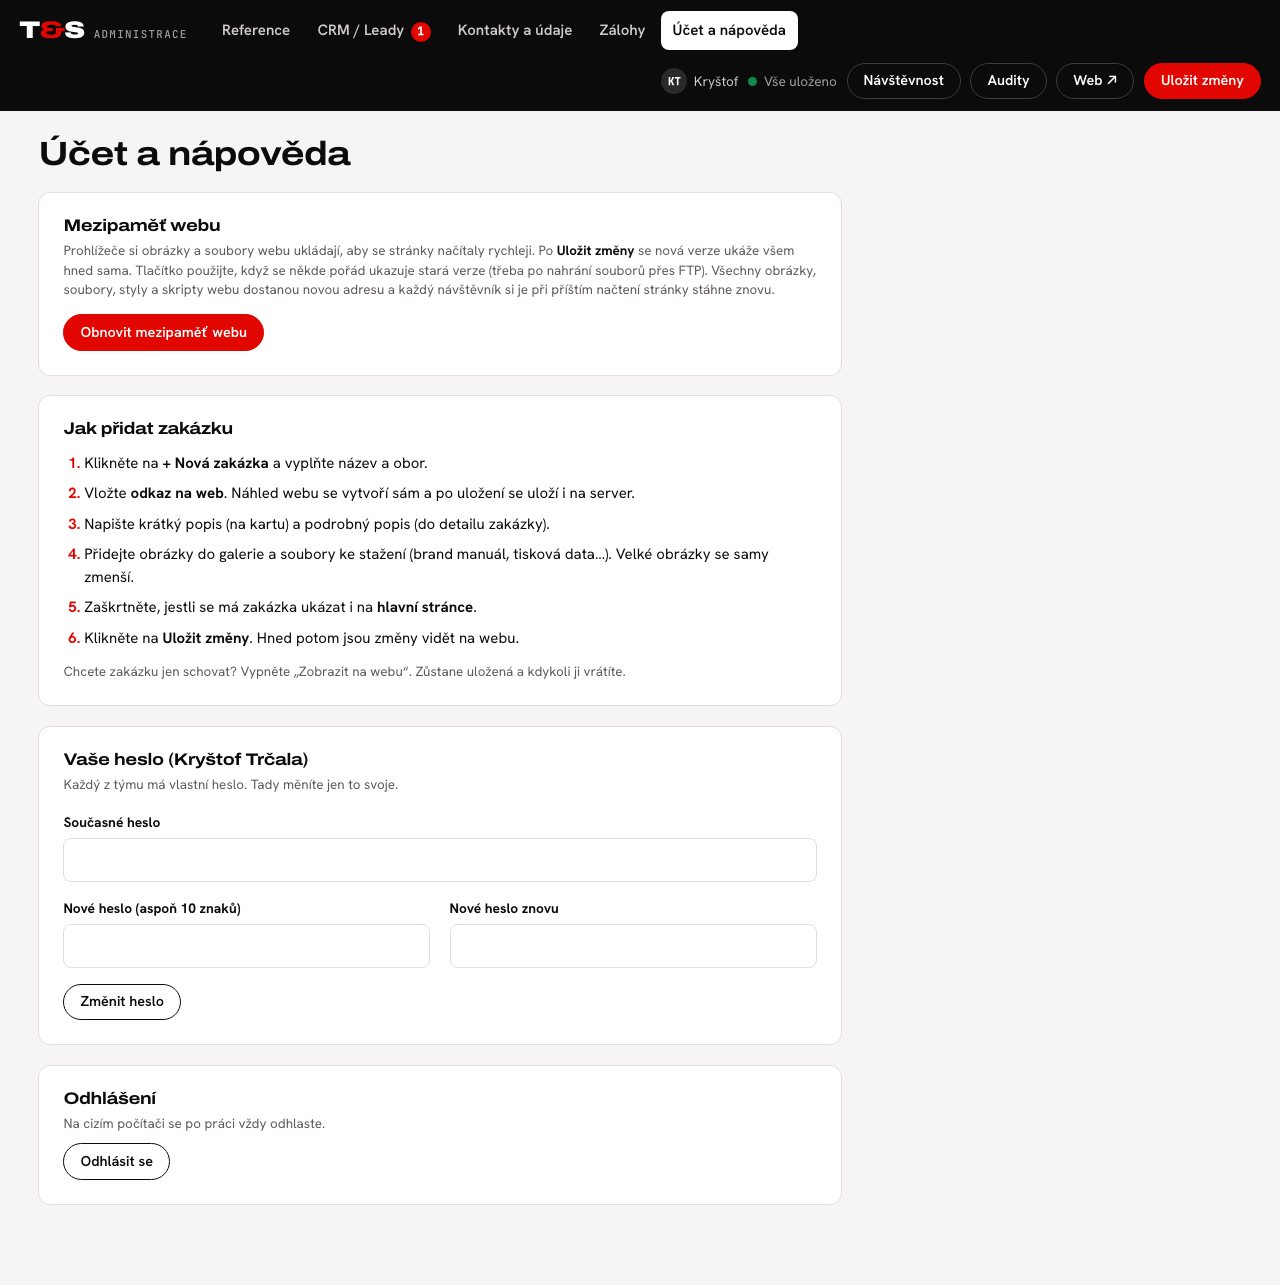 T&S ADMINISTRACE Reference CRM / Leady 1 Kontakty a údaje Zálohy Účet a nápověda
KT Kryštof Vše uloženo Návštěvnost Audity Web ↗ Uložit změny
Účet a nápověda
Mezipaměť webu
Prohlížeče si obrázky a soubory webu ukládají, aby se stránky načítaly rychleji. Po Uložit změny se nová verze ukáže všem
hned sama. Tlačítko použijte, když se někde pořád ukazuje stará verze (třeba po nahrání souborů přes FTP). Všechny obrázky,
soubory, styly a skripty webu dostanou novou adresu a každý návštěvník si je při příštím načtení stránky stáhne znovu.
Obnovit mezipaměť webu
Jak přidat zakázku
1. Klikněte na + Nová zakázka a vyplňte název a obor.
2. Vložte odkaz na web. Náhled webu se vytvoří sám a po uložení se uloží i na server.
3. Napište krátký popis (na kartu) a podrobný popis (do detailu zakázky).
4. Přidejte obrázky do galerie a soubory ke stažení (brand manuál, tisková data…). Velké obrázky se samy
zmenší.
5. Zaškrtněte, jestli se má zakázka ukázat i na hlavní stránce.
6. Klikněte na Uložit změny. Hned potom jsou změny vidět na webu.
Chcete zakázku jen schovat? Vypněte „Zobrazit na webu“. Zůstane uložená a kdykoli ji vrátíte.
Vaše heslo (Kryštof Trčala)
Každý z týmu má vlastní heslo. Tady měníte jen to svoje.
Současné heslo
Nové heslo (aspoň 10 znaků) Nové heslo znovu
Změnit heslo
Odhlášení
Na cizím počítači se po práci vždy odhlaste.
Odhlásit se